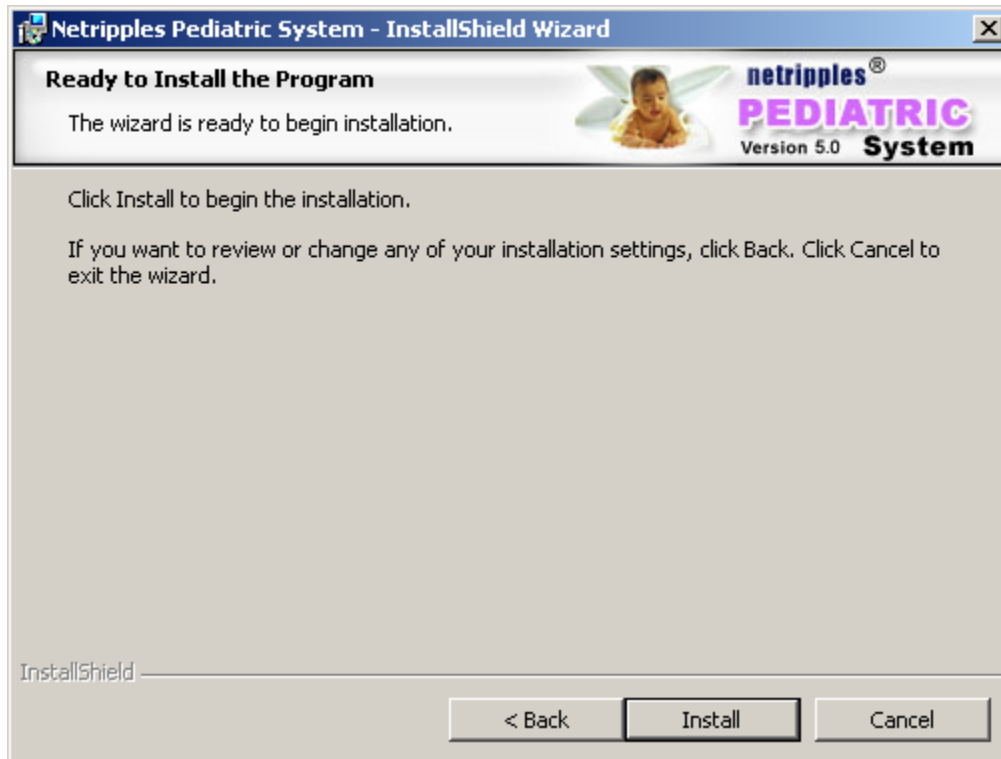 Netripples Pediatric System - InstallShield Wizard
Ready to Install the Program
The wizard is ready to begin installation.
netripples®
PEDIATRIC
Version 5.0 System
Click Install to begin the installation.
If you want to review or change any of your installation settings, click Back. Click Cancel to
exit the wizard.
InstallShield
< Back
Install
Cancel